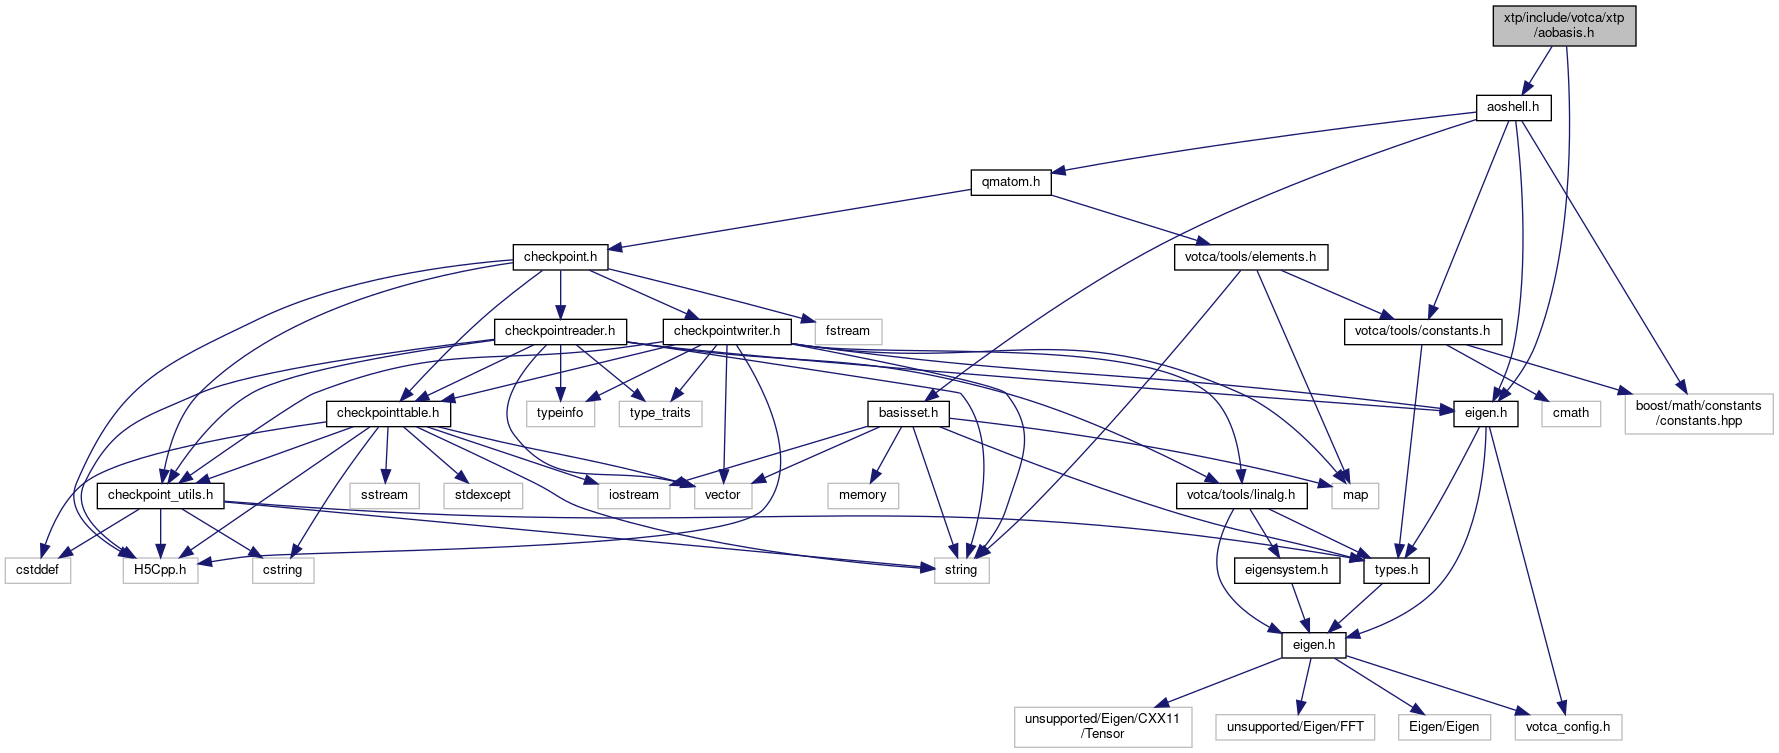 xtp/include/votca/xtp
/aobasis.h
aoshell.h
qmatom.h
checkpoint.h
votca/tools/elements.h
checkpointreader.h
checkpointwriter.h
fstream
votca/tools/constants.h
checkpointtable.h
typeinfo
type_traits
basisset.h
eigen.h
cmath
boost/math/constants
/constants.hpp
checkpoint_utils.h
sstream
stdexcept
iostream
vector
memory
votca/tools/linalg.h
map
cstddef
H5Cpp.h
cstring
string
eigensystem.h
types.h
eigen.h
unsupported/Eigen/CXX11
/Tensor
unsupported/Eigen/FFT
Eigen/Eigen
votca_config.h